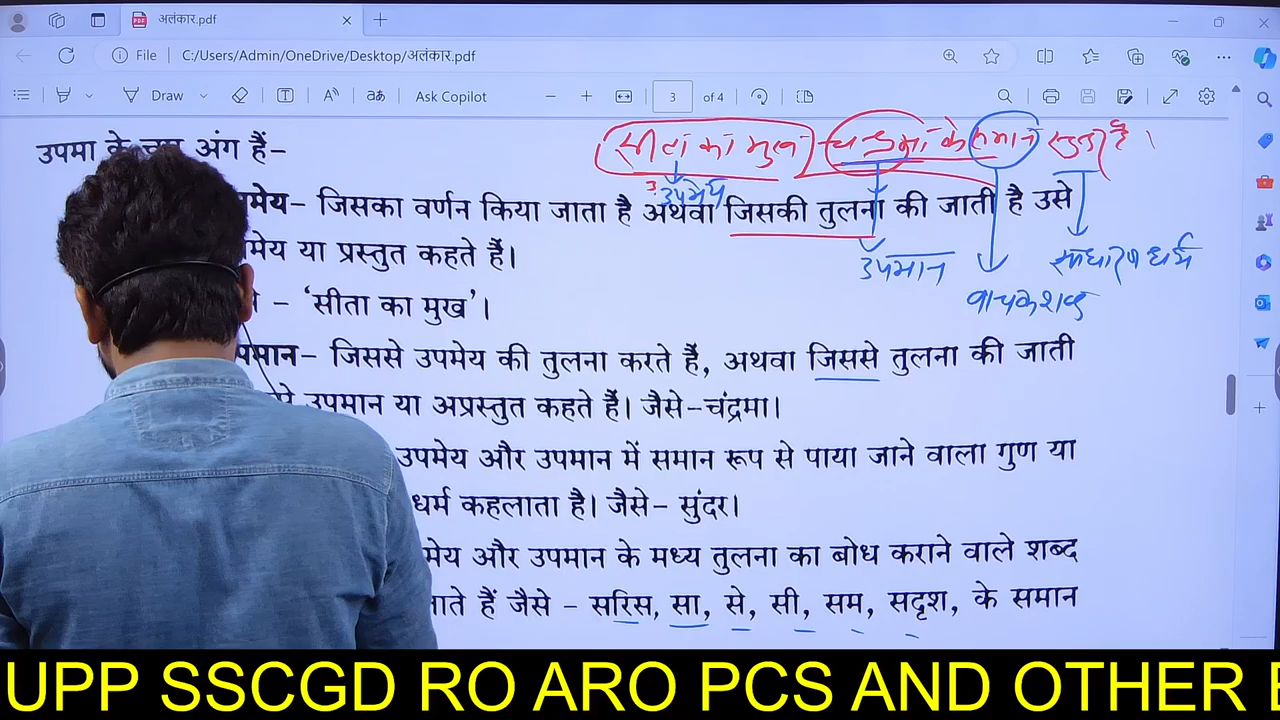 अलंकार.pdf
File C:/Users/Admin/OneDrive/Desktop/अलंकार.pdf
Draw aあ Ask Copilot 3 of 4
उपमा के अंग हैं-
सीता का मुख चन्द्रमा के समान सुन्दर है।
उपमेय
मेय- जिसका वर्णन किया जाता है अथवा जिसकी तुलना की जाती है उसे
मेय या प्रस्तुत कहते हैं।
उपमान
साधारण धर्म
वाचक शब्द
- 'सीता का मुख'।
पमान- जिससे उपमेय की तुलना करते हैं, अथवा जिससे तुलना की जाती
उपमान या अप्रस्तुत कहते हैं। जैसे-चंद्रमा।
उपमेय और उपमान में समान रूप से पाया जाने वाला गुण या
धर्म कहलाता है। जैसे- सुंदर।
मेय और उपमान के मध्य तुलना का बोध कराने वाले शब्द
लाते हैं जैसे - सरिस, सा, से, सी, सम, सदृश, के समान
UPP SSCGD RO ARO PCS AND OTHER E